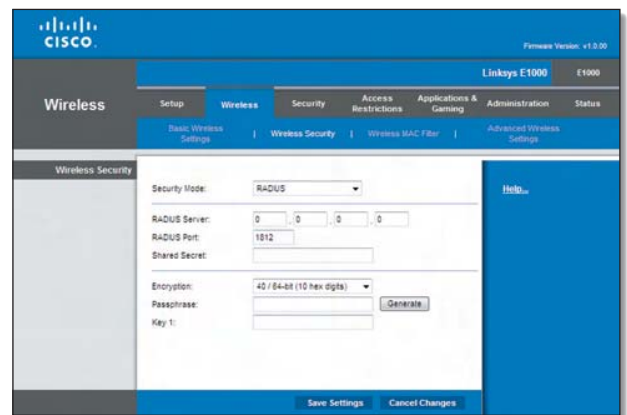 CISCO.
Firmware Version: v1.0.00
Linksys E1000 E1000
Wireless
Setup Wireless Security Access Restrictions Applications & Gaming Administration Status
Basic Wireless Settings | Wireless Security | Wireless MAC Filter | Advanced Wireless Settings
Wireless Security
Security Mode: RADIUS
Help...
RADIUS Server: 0 . 0 . 0 . 0
RADIUS Port: 1812
Shared Secret:
Encryption: 40 / 64-bit (10 hex digits)
Passphrase: Generate
Key 1:
Save Settings Cancel Changes